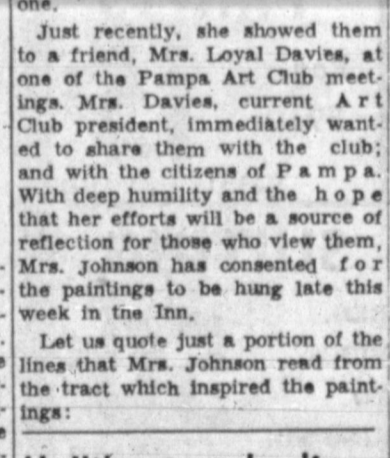 one.
Just recently, she showed them
to a friend, Mrs. Loyal Davies, at
one of the Pampa Art Club meet-
ings. Mrs. Davies, current Art
Club president, immediately want-
ed to share them with the club;
and with the citizens of Pampa.
With deep humility and the hope
that her efforts will be a source of
reflection for those who view them,
Mrs. Johnson has consented for
the paintings to be hung late this
week in the Inn.
Let us quote just a portion of the
lines that Mrs. Johnson read from
the tract which inspired the paint-
ings: